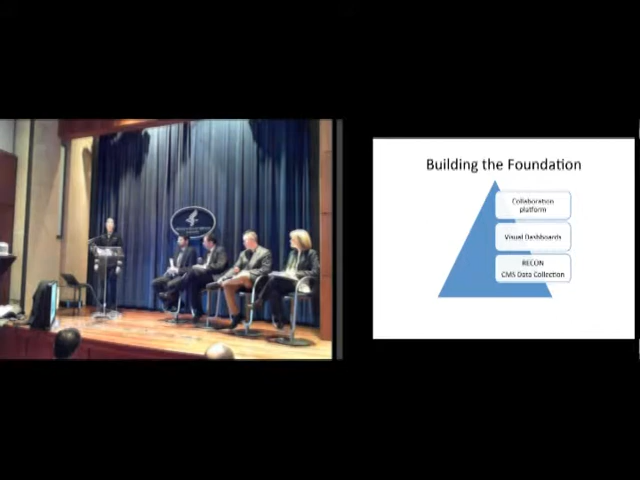 Building the Foundation
Collaboration
platform
Visual Dashboards
RECON
CMS Data Collection